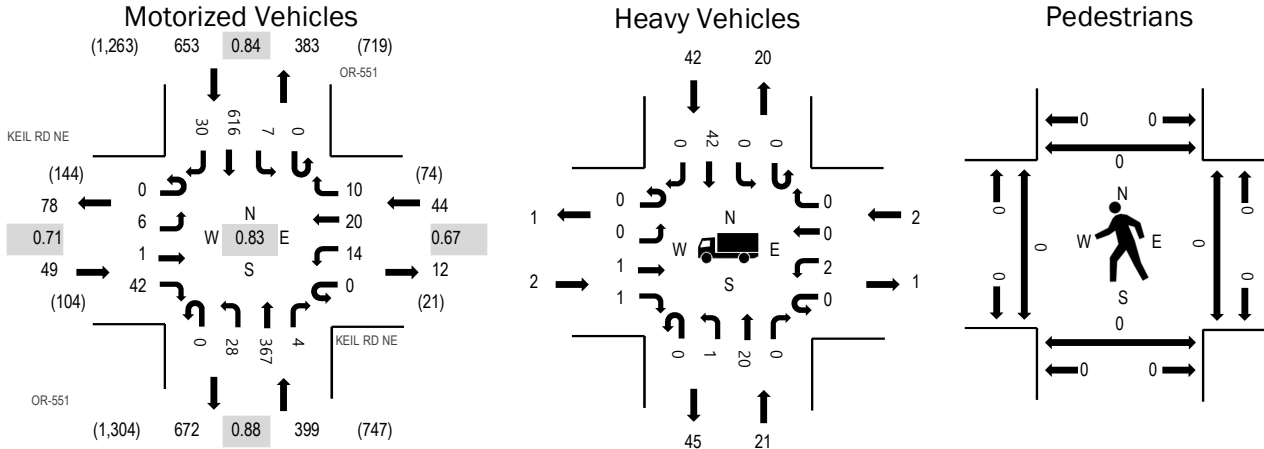 Motorized Vehicles
Heavy Vehicles
Pedestrians
(1,263) 653 0.84 383 (719)
OR-551
KEIL RD NE
30 616 7 0
(144)
78
0.71
49
(104)
0
6
1
42
N
W 0.83 E
S
10
20
14
0
(74)
44
0.67
12
(21)
0 28 367 4
KEIL RD NE
OR-551
(1,304) 672 0.88 399 (747)
42 20
0 42 0 0
1
2
0
0
1
1
N
W E
S
0
0
2
0
2
1
0 1 20 0
45 21
0 0
0
0 0
0 0
N
W E
S
0 0
0 0
0
0 0